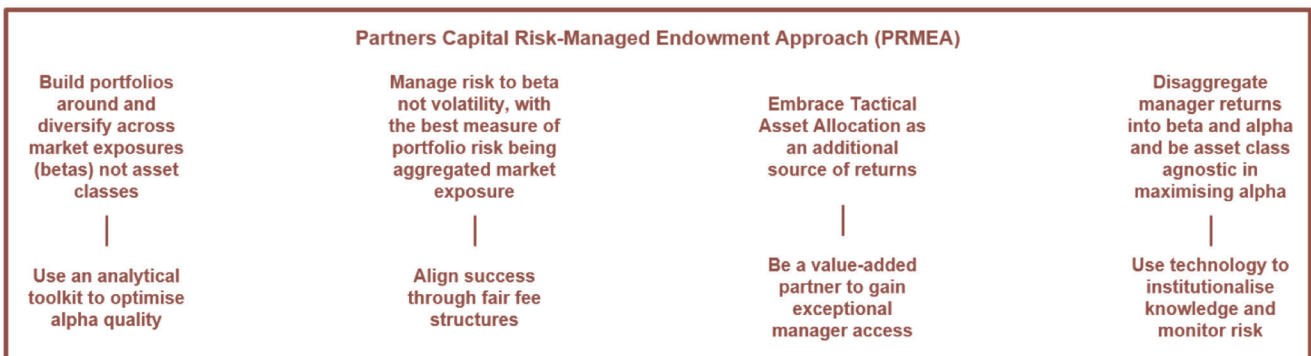 Partners Capital Risk-Managed Endowment Approach (PRMEA)
Build portfolios
around and
diversify across
market exposures
(betas) not asset
classes
Use an analytical
toolkit to optimise
alpha quality
Manage risk to beta
not volatility, with
the best measure of
portfolio risk being
aggregated market
exposure
Align success
through fair fee
structures
Embrace Tactical
Asset Allocation as
an additional
source of returns
Be a value-added
partner to gain
exceptional
manager access
Disaggregate
manager returns
into beta and alpha
and be asset class
agnostic in
maximising alpha
Use technology to
institutionalise
knowledge and
monitor risk